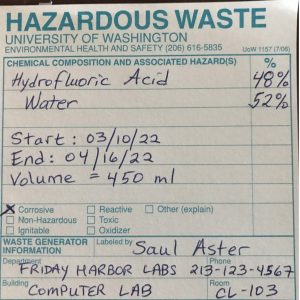 HAZARDOUS WASTE
UNIVERSITY OF WASHINGTON
ENVIRONMENTAL HEALTH AND SAFETY (206) 616-5835 UoW 1157 (7/06)
CHEMICAL COMPOSITION AND ASSOCIATED HAZARD(S) %
Hydrofluoric Acid 48%
Water 52%
Start: 03/10/22
End: 04/16/22
Volume = 450 ml
X Corrosive Reactive Other (explain)
Non-Hazardous Toxic
Ignitable Oxidizer
WASTE GENERATOR INFORMATION Labeled by Saul Aster
Department FRIDAY HARBOR LABS Phone 213-123-4567
Building COMPUTER LAB Room CL-103